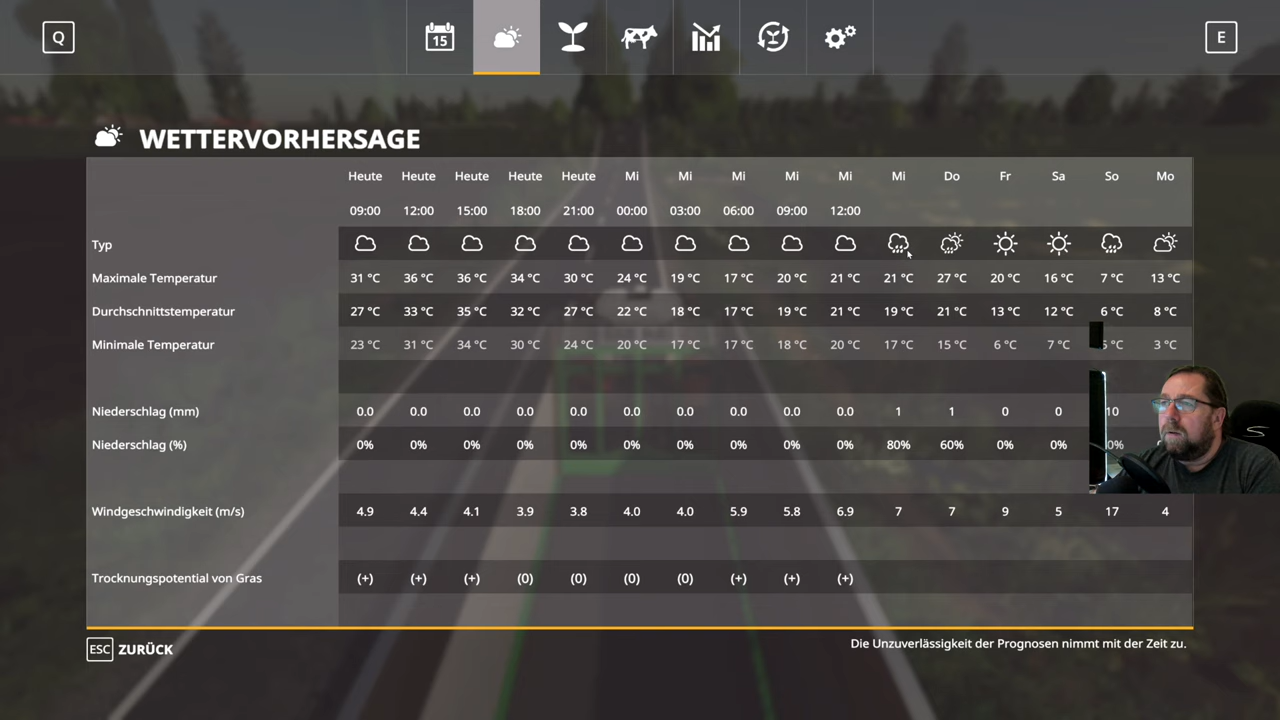 Q
15
E
WETTERVORHERSAGE
Heute Heute Heute Heute Heute Mi Mi Mi Mi Mi Mi Do Fr Sa So Mo
09:00 12:00 15:00 18:00 21:00 00:00 03:00 06:00 09:00 12:00
Typ
Maximale Temperatur 31 °C 36 °C 36 °C 34 °C 30 °C 24 °C 19 °C 17 °C 20 °C 21 °C 21 °C 27 °C 20 °C 16 °C 7 °C 13 °C
Durchschnittstemperatur 27 °C 33 °C 35 °C 32 °C 27 °C 22 °C 18 °C 17 °C 19 °C 21 °C 19 °C 21 °C 13 °C 12 °C 6 °C 8 °C
Minimale Temperatur 23 °C 31 °C 34 °C 30 °C 24 °C 20 °C 17 °C 17 °C 18 °C 20 °C 17 °C 15 °C 6 °C 7 °C °C 3 °C
Niederschlag (mm) 0.0 0.0 0.0 0.0 0.0 0.0 0.0 0.0 0.0 0.0 1 1 0 0 10
Niederschlag (%) 0% 0% 0% 0% 0% 0% 0% 0% 0% 0% 80% 60% 0% 0%
Windgeschwindigkeit (m/s) 4.9 4.4 4.1 3.9 3.8 4.0 4.0 5.9 5.8 6.9 7 7 9 5 17 4
Trocknungspotential von Gras (+) (+) (+) (0) (0) (0) (0) (+) (+) (+)
ESC ZURÜCK
Die Unzuverlässigkeit der Prognosen nimmt mit der Zeit zu.